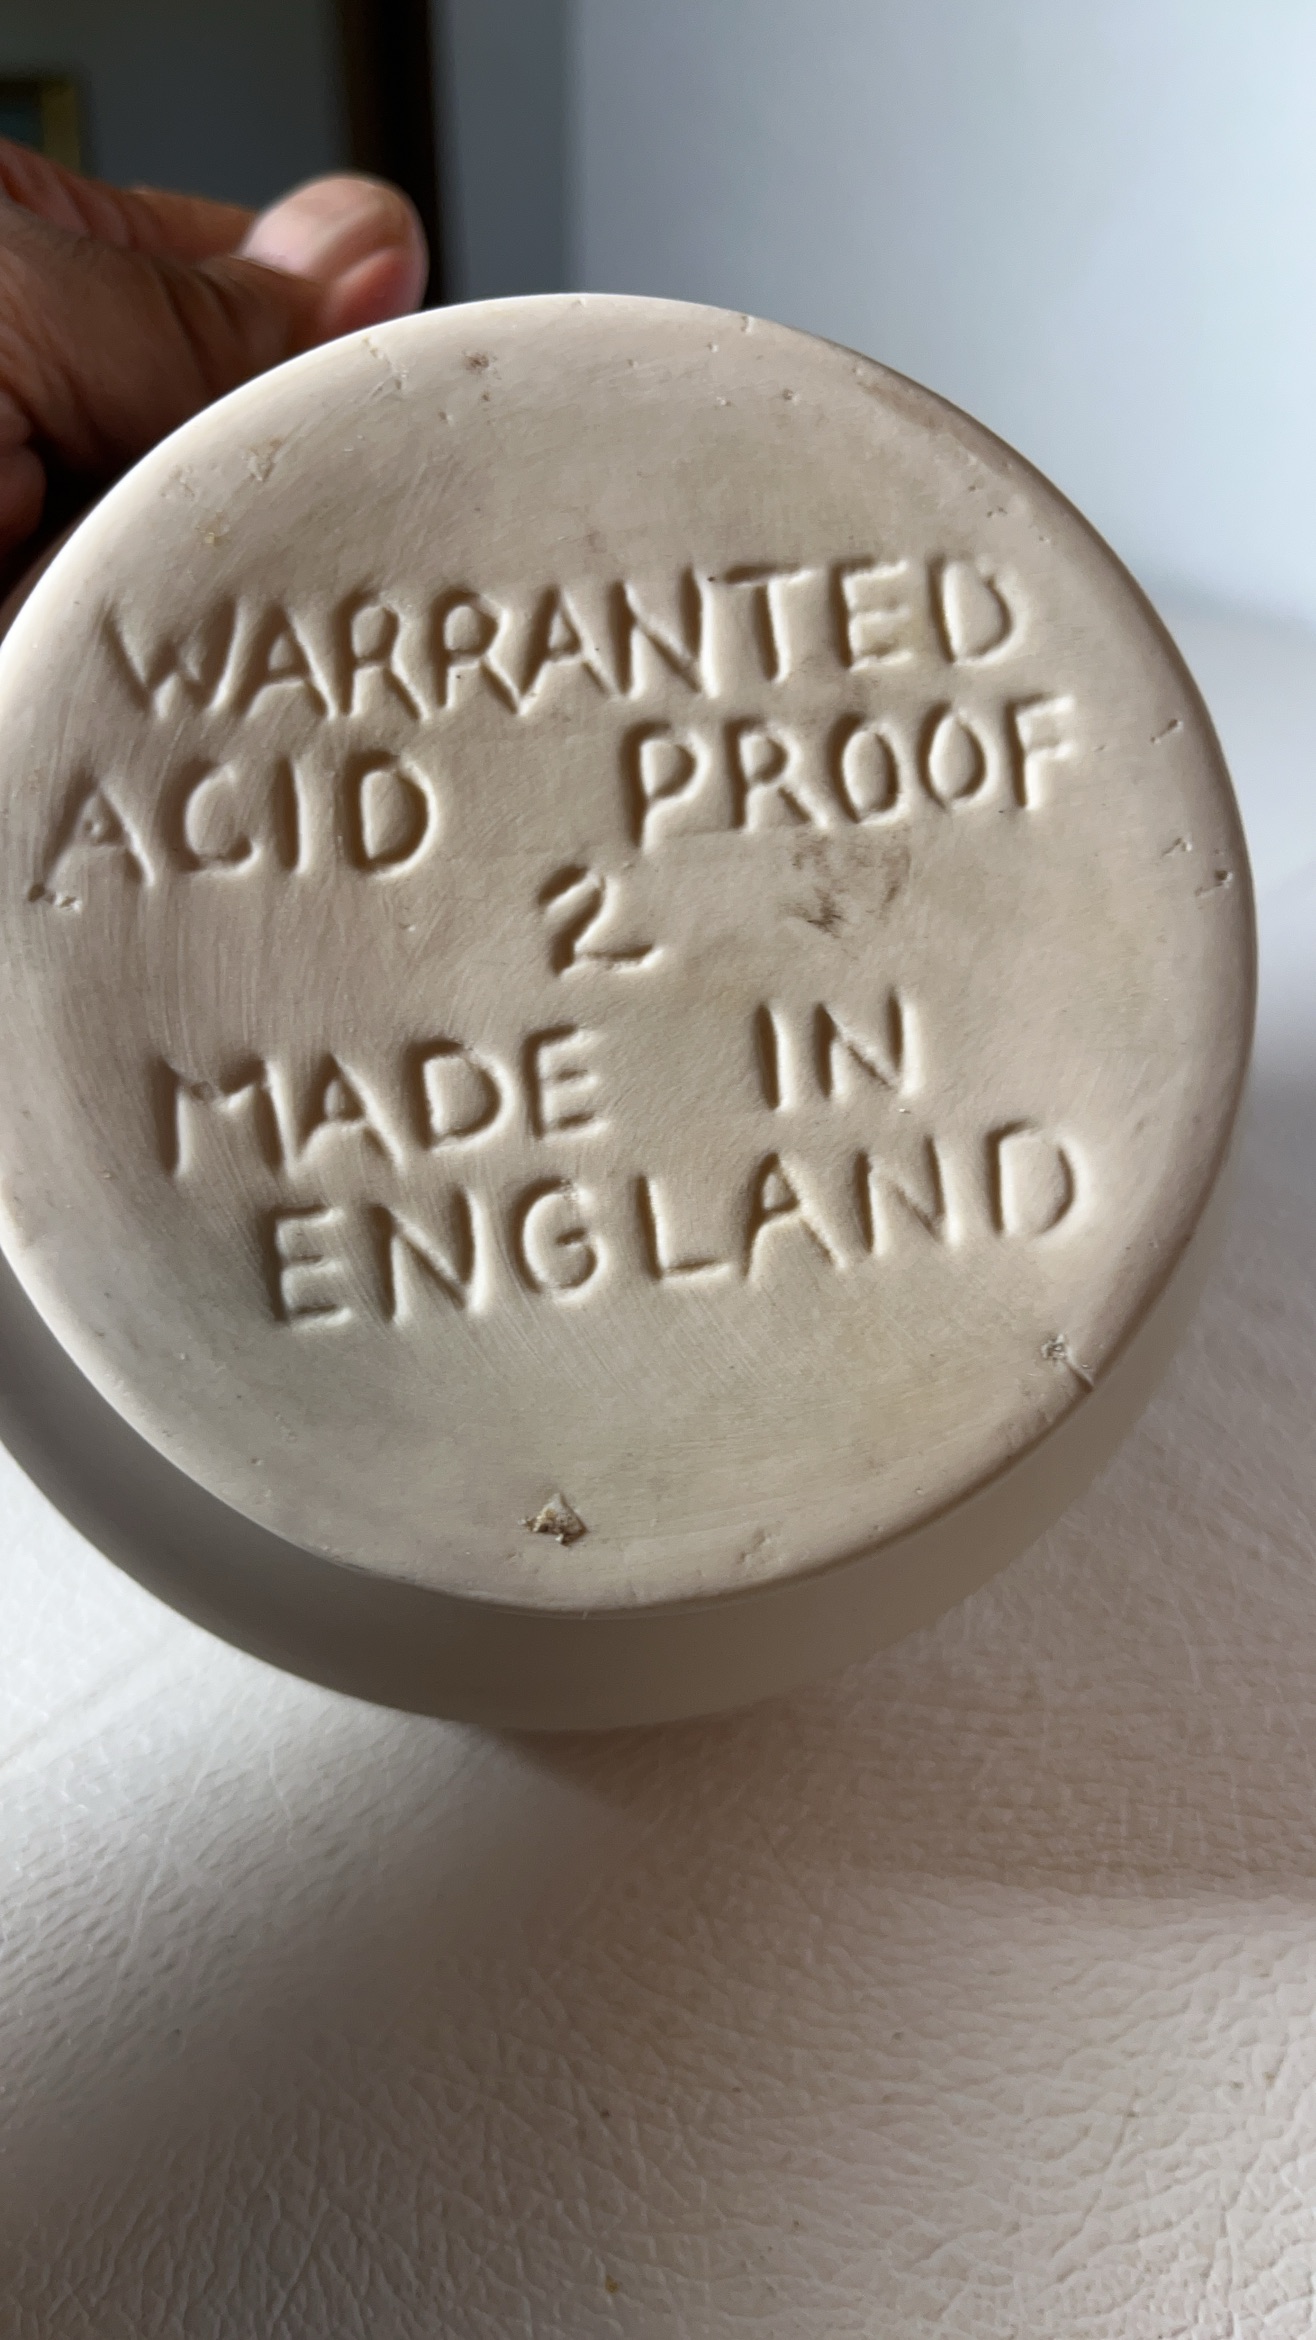 WARRANTED
ACID PROOF
2
MADE IN
ENGLAND